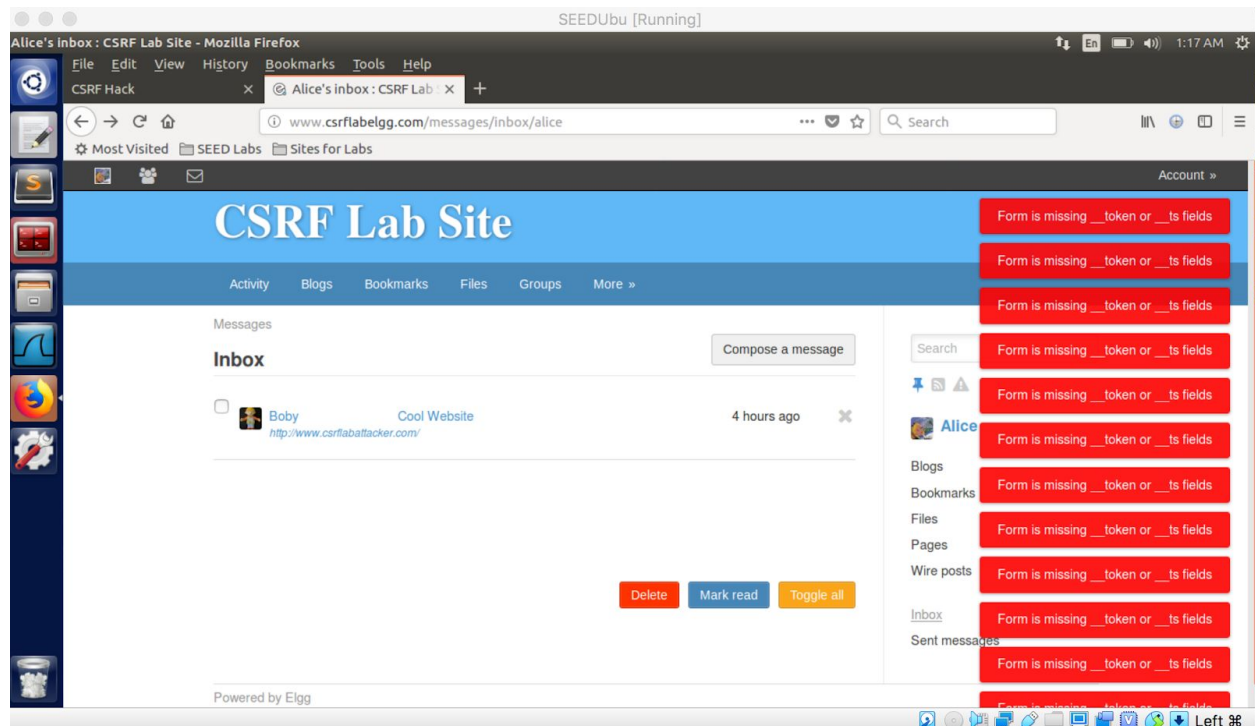 SEEDUbu [Running]
Alice's inbox : CSRF Lab Site - Mozilla Firefox
En
1:17 AM
File Edit View History Bookmarks Tools Help
CSRF Hack
Alice's inbox : CSRF Lab S
www.csrflabelgg.com/messages/inbox/alice
Search
Most Visited SEED Labs Sites for Labs
Account »
CSRF Lab Site
Activity Blogs Bookmarks Files Groups More »
Messages
Inbox
Compose a message
Boby Cool Website 4 hours ago
http://www.csrflabattacker.com/
Delete Mark read Toggle all
Powered by Elgg
Search
Alice
Blogs
Bookmarks
Files
Pages
Wire posts
Inbox
Sent messages
Form is missing __token or __ts fields
Form is missing __token or __ts fields
Form is missing __token or __ts fields
Form is missing __token or __ts fields
Form is missing __token or __ts fields
Form is missing __token or __ts fields
Form is missing __token or __ts fields
Form is missing __token or __ts fields
Form is missing __token or __ts fields
Form is missing __token or __ts fields
Form is missing __token or __ts fields
Left ⌘